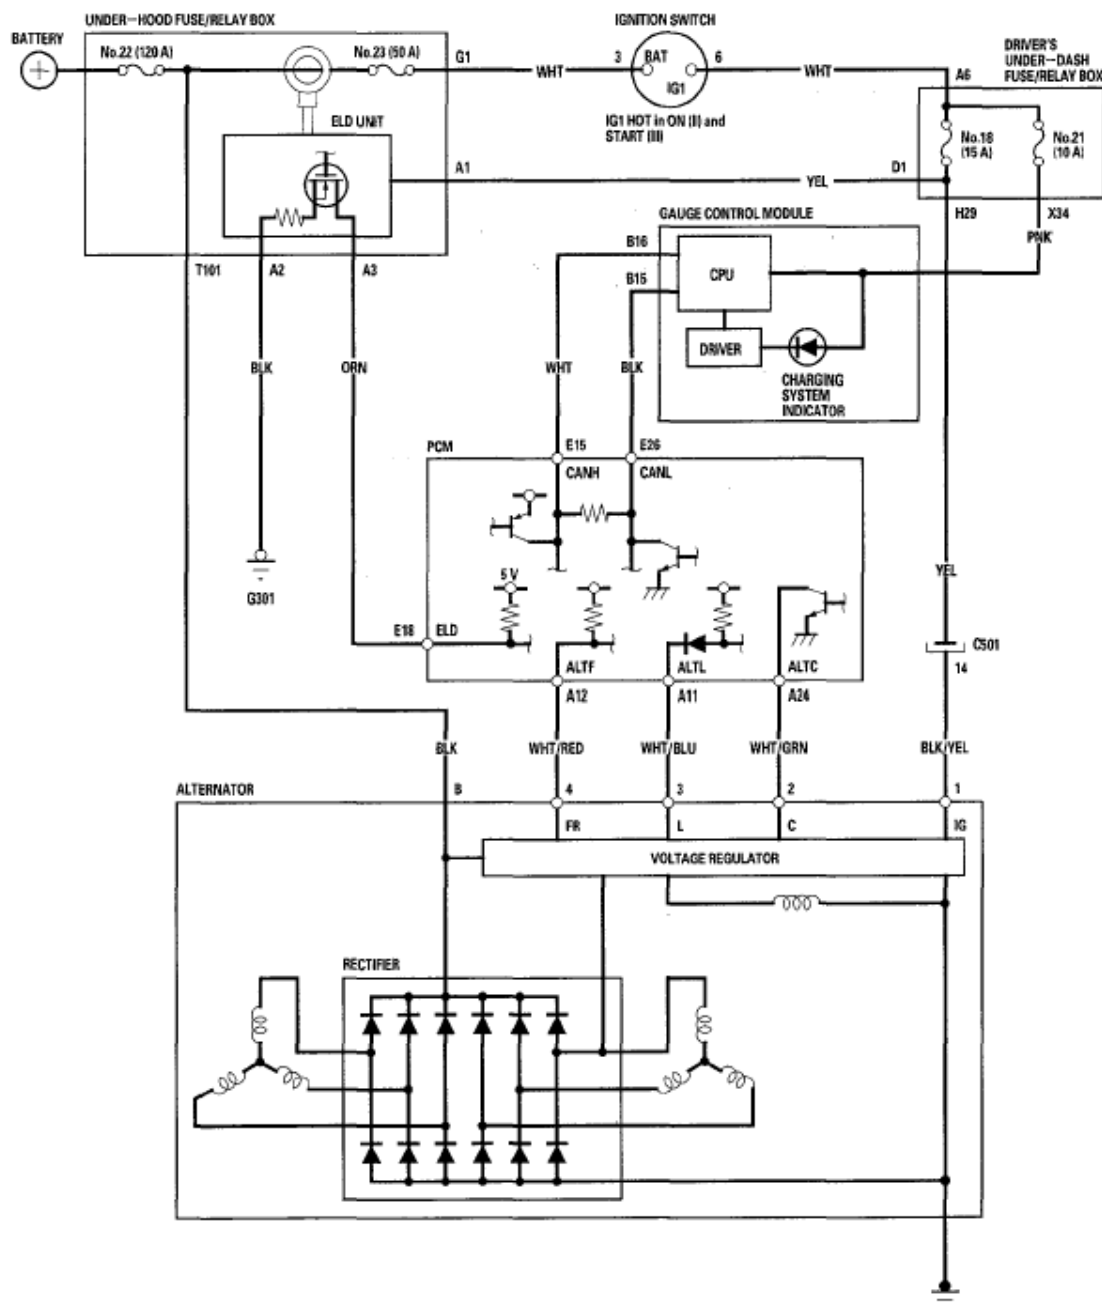 UNDER-HOOD FUSE/RELAY BOX
IGNITION SWITCH
BATTERY
No.22 (120 A)
No.23 (50 A)
G1
WHT
3
BAT
6
IG1
WHT
DRIVER'S
UNDER-DASH
FUSE/RELAY BOX
A6
IG1 HOT in ON (II) and
START (III)
ELD UNIT
No.18
(15 A)
No.21
(10 A)
A1
YEL
D1
GAUGE CONTROL MODULE
H29
X34
PNK
T101
A2
A3
B16
B15
CPU
DRIVER
CHARGING
SYSTEM
INDICATOR
BLK
ORN
WHT
BLK
PCM
E15
E26
CANH
CANL
5 V
YEL
G301
E18
ELD
C501
14
ALTF
ALTL
ALTC
A12
A11
A24
BLK
WHT/RED
WHT/BLU
WHT/GRN
BLK/YEL
ALTERNATOR
B
4
3
2
1
FR
L
C
IG
VOLTAGE REGULATOR
RECTIFIER